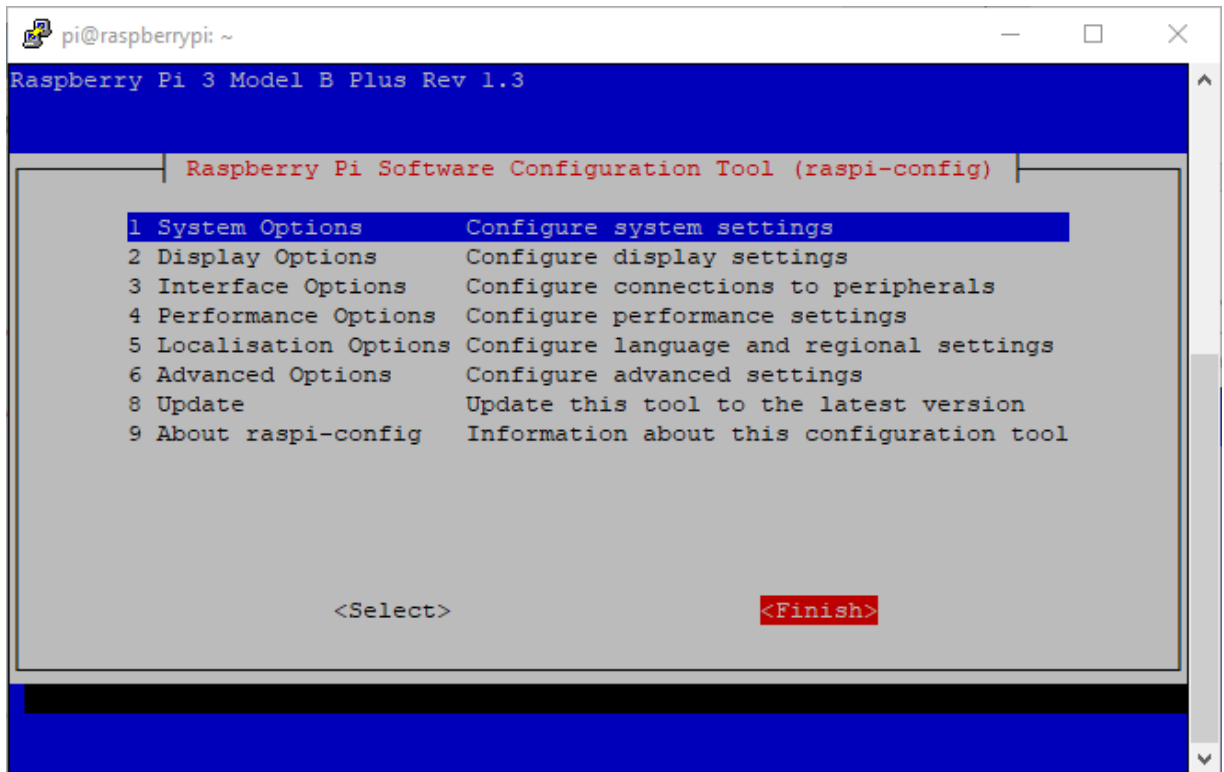 pi@raspberrypi: ~
Raspberry Pi 3 Model B Plus Rev 1.3
Raspberry Pi Software Configuration Tool (raspi-config)
1 System Options Configure system settings
2 Display Options Configure display settings
3 Interface Options Configure connections to peripherals
4 Performance Options Configure performance settings
5 Localisation Options Configure language and regional settings
6 Advanced Options Configure advanced settings
8 Update Update this tool to the latest version
9 About raspi-config Information about this configuration tool
<Select> <Finish>